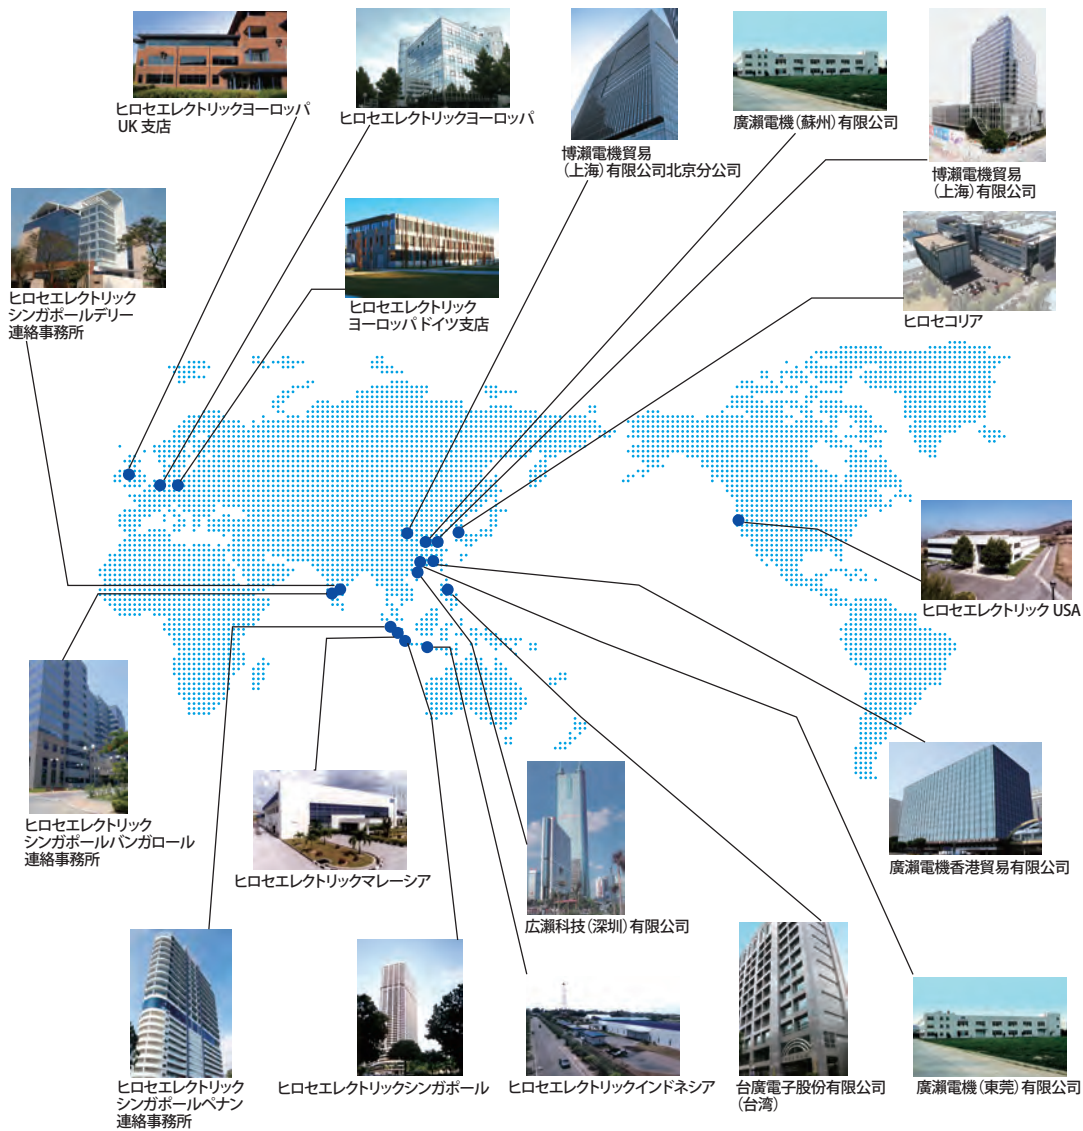 ヒロセエレクトリックヨーロッパ
UK 支店
ヒロセエレクトリックヨーロッパ
博瀬電機貿易
（上海）有限公司北京分公司
廣瀬電機（蘇州）有限公司
博瀬電機貿易
（上海）有限公司
ヒロセエレクトリック
シンガポールデリー
連絡事務所
ヒロセエレクトリック
ヨーロッパドイツ支店
ヒロセコリア
ヒロセエレクトリック USA
ヒロセエレクトリック
シンガポールバンガロール
連絡事務所
ヒロセエレクトリックマレーシア
広瀬科技（深圳）有限公司
廣瀬電機香港貿易有限公司
ヒロセエレクトリック
シンガポールペナン
連絡事務所
ヒロセエレクトリックシンガポール
ヒロセエレクトリックインドネシア
台廣電子股份有限公司
（台湾）
廣瀬電機（東莞）有限公司